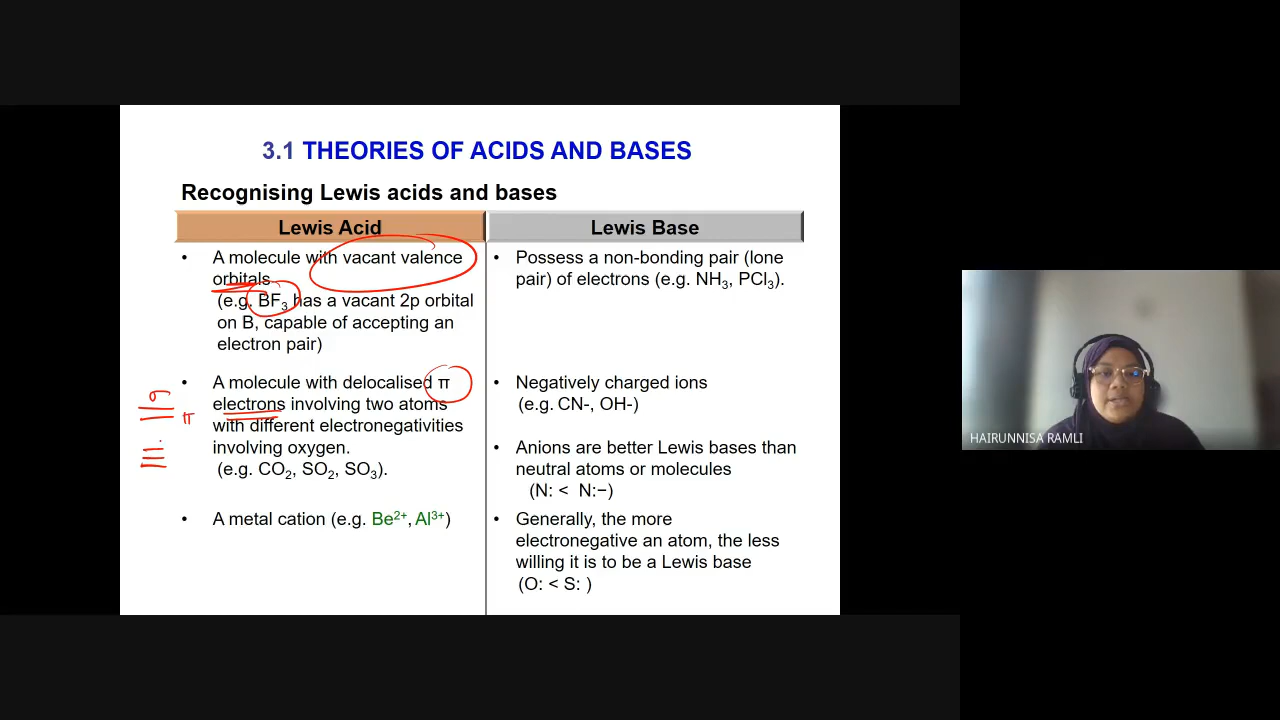 3.1 THEORIES OF ACIDS AND BASES
Recognising Lewis acids and bases
Lewis Acid
• A molecule with vacant valence
orbitals.
(e.g. BF₃ has a vacant 2p orbital
on B, capable of accepting an
electron pair)
• A molecule with delocalised π
electrons involving two atoms
with different electronegativities
involving oxygen.
(e.g. CO₂, SO₂, SO₃).
• A metal cation (e.g. Be²⁺, Al³⁺)
σ
π
Lewis Base
• Possess a non-bonding pair (lone
pair) of electrons (e.g. NH₃, PCl₃).
• Negatively charged ions
(e.g. CN-, OH-)
• Anions are better Lewis bases than
neutral atoms or molecules
(N: < N:−)
• Generally, the more
electronegative an atom, the less
willing it is to be a Lewis base
(O: < S: )
HAIRUNNISA RAMLI